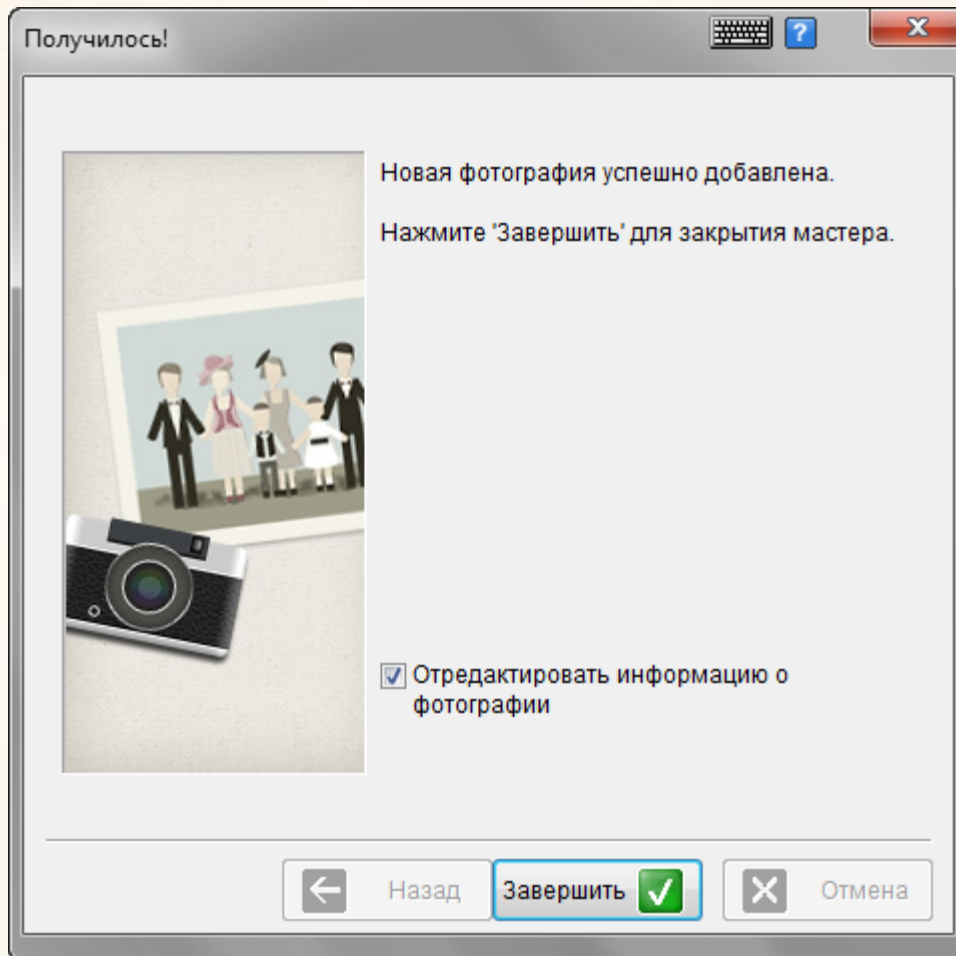 Получилось!
?
Новая фотография успешно добавлена.
Нажмите 'Завершить' для закрытия мастера.
Отредактировать информацию о
фотографии
Назад
Завершить
Отмена